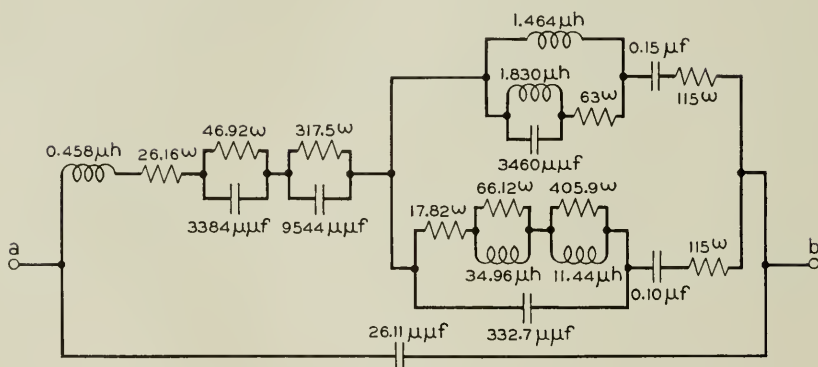 1.464μh
0.15μf
1.830μh
63ω
115ω
3460μμf
46.92ω
317.5ω
0.458μh
26.16ω
3384μμf
9544μμf
66.12ω
405.9ω
17.82ω
34.96μh
11.44μh
115ω
0.10μf
332.7μμf
a
b
26.11μμf